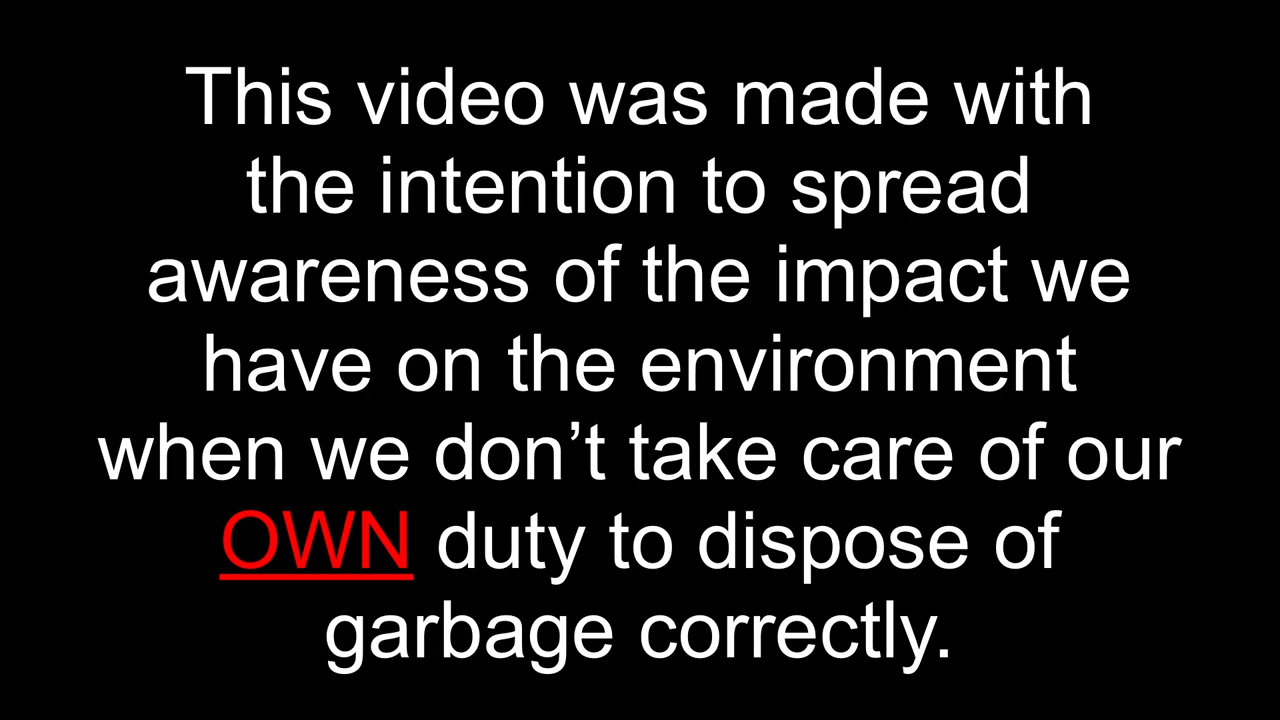 This video was made with
the intention to spread
awareness of the impact we
have on the environment
when we don’t take care of our
OWN duty to dispose of
garbage correctly.